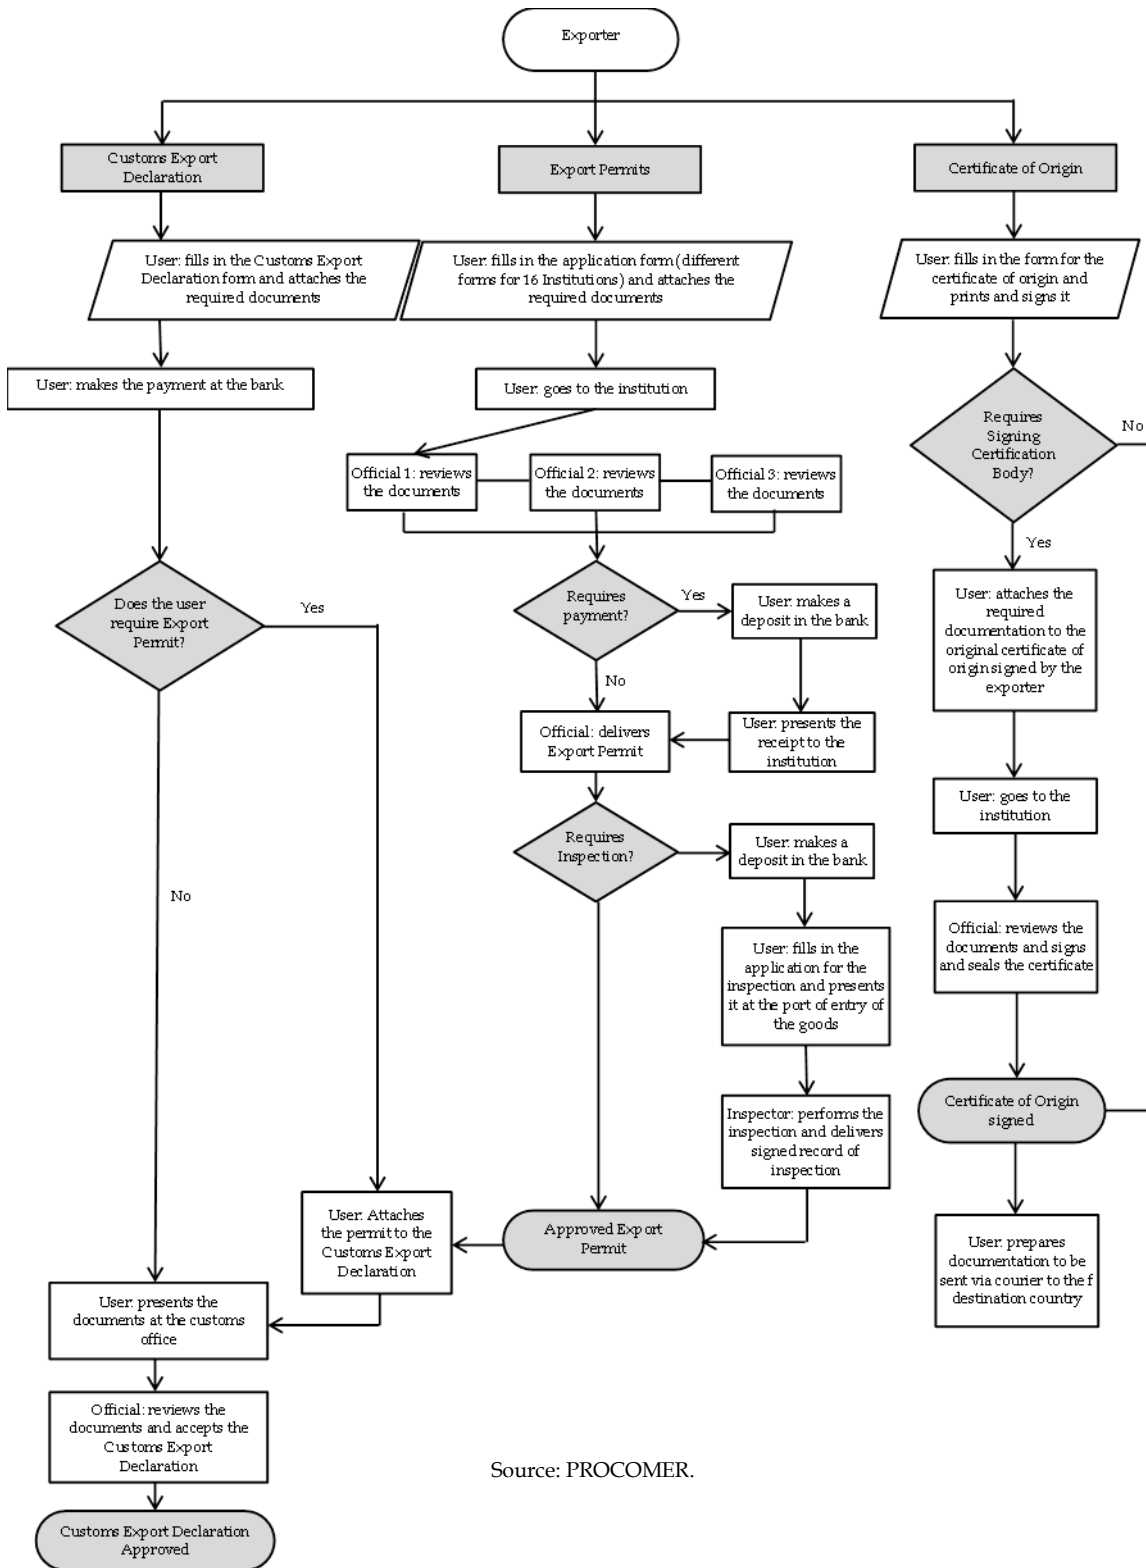 Exporter
Customs Export
Declaration
Export Permits
Certificate of Origin
User: fills in the Customs Export
Declaration form and attaches the
required documents
User: fills in the application form (different
forms for 16 Institutions) and attaches the
required documents
User: fills in the form for the
certificate of origin and
prints and signs it
User: makes the payment at the bank
User: goes to the institution
Requires
Signing
Certification
Body?
No
Official 1: reviews
the documents
Official 2: reviews
the documents
Official 3: reviews
the documents
Yes
Does the user
require Export
Permit?
Yes
Requires
payment?
Yes
User: makes a
deposit in the bank
User: attaches the
required
documentation to the
original certificate of
origin signed by the
exporter
No
Official: delivers
Export Permit
User: presents the
receipt to the
institution
User: goes to the
institution
Requires
Inspection?
User: makes a
deposit in the bank
No
User: fills in the
application for the
inspection and presents
it at the port of entry of
the goods
Official: reviews the
documents and signs
and seals the certificate
Inspector: performs the
inspection and delivers
signed record of
inspection
Certificate of Origin
signed
User: Attaches
the permit to the
Customs Export
Declaration
Approved Export
Permit
User: prepares
documentation to be
sent via courier to the f
destination country
User: presents the
documents at the customs
office
Official: reviews the
documents and accepts the
Customs Export
Declaration
Customs Export Declaration
Approved
Source: PROCOMER.